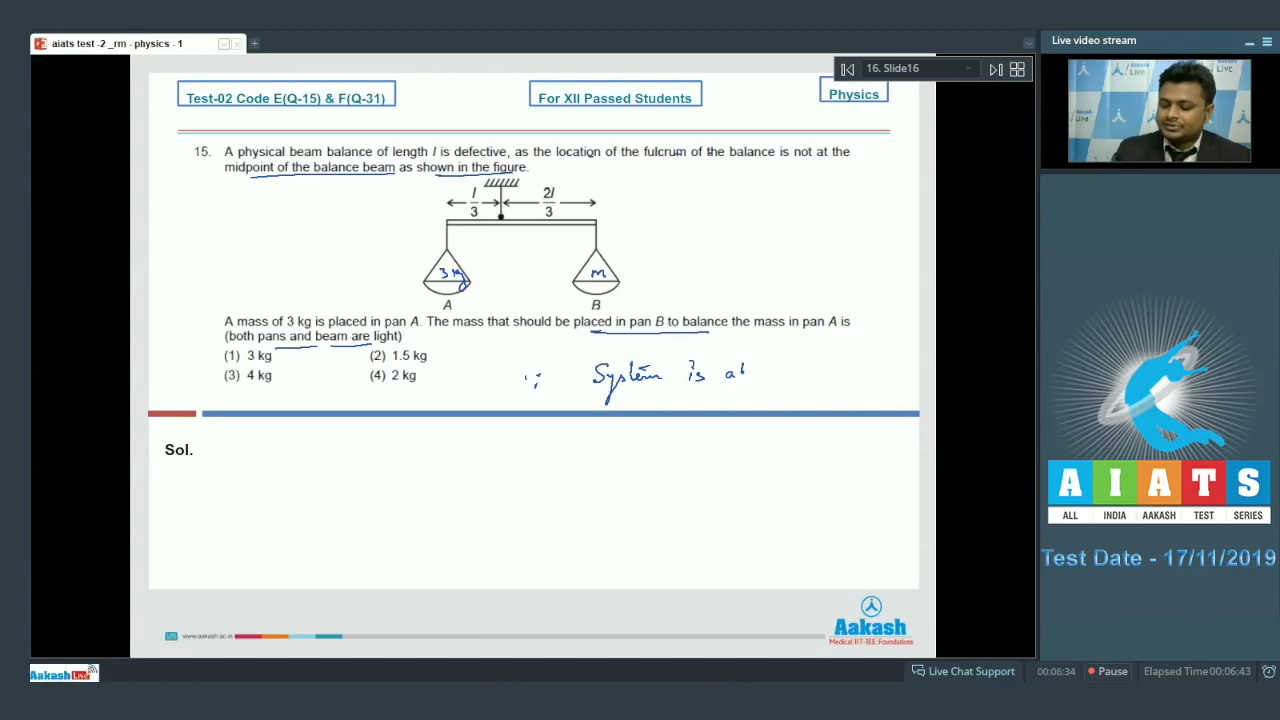 aiats test -2 _rm - physics - 1
Live video stream
16. Slide16
Test-02 Code E(Q-15) & F(Q-31)
For XII Passed Students
Physics
15. A physical beam balance of length l is defective, as the location of the fulcrum of the balance is not at the
midpoint of the balance beam as shown in the figure.
l/3
2l/3
3 kg
m
A
B
A mass of 3 kg is placed in pan A. The mass that should be placed in pan B to balance the mass in pan A is
(both pans and beam are light)
(1) 3 kg (2) 1.5 kg
(3) 4 kg (4) 2 kg
∵ System is at
Sol.
www.aakash.ac.in
Aakash
Medical|IIT-JEE|Foundations
A I A T S
ALL INDIA AAKASH TEST SERIES
Test Date - 17/11/2019
Aakash Live
Live Chat Support
00:06:34
Pause
Elapsed Time 00:06:43